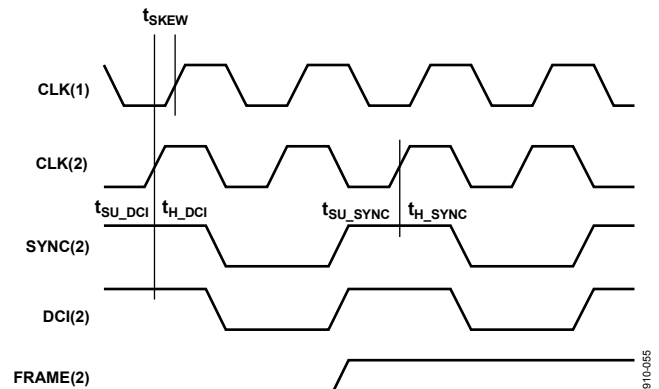 tSKEW
CLK(1)
CLK(2)
tSU_DCI tH_DCI tSU_SYNC tH_SYNC
SYNC(2)
DCI(2)
FRAME(2)
910-055